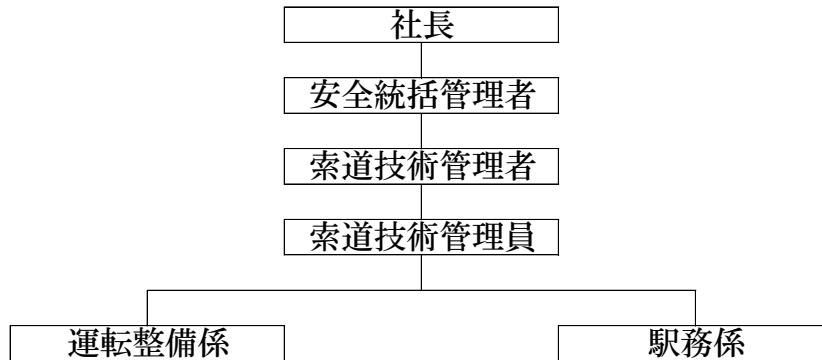 社長
安全統括管理者
索道技術管理者
索道技術管理員
運転整備係
駅務係